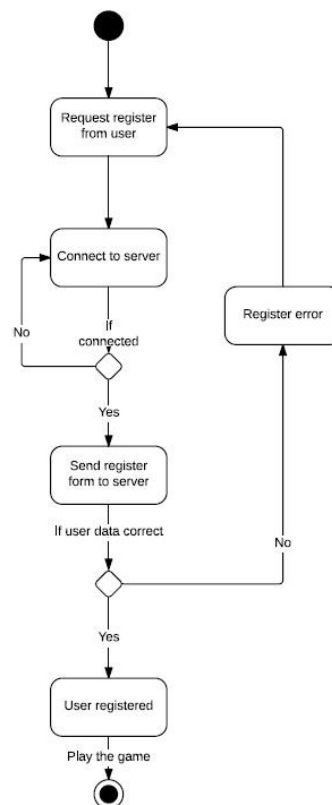 Request register
from user
Connect to server
No
If
connected
Register error
Yes
Send register
form to server
If user data correct
No
Yes
User registered
Play the game